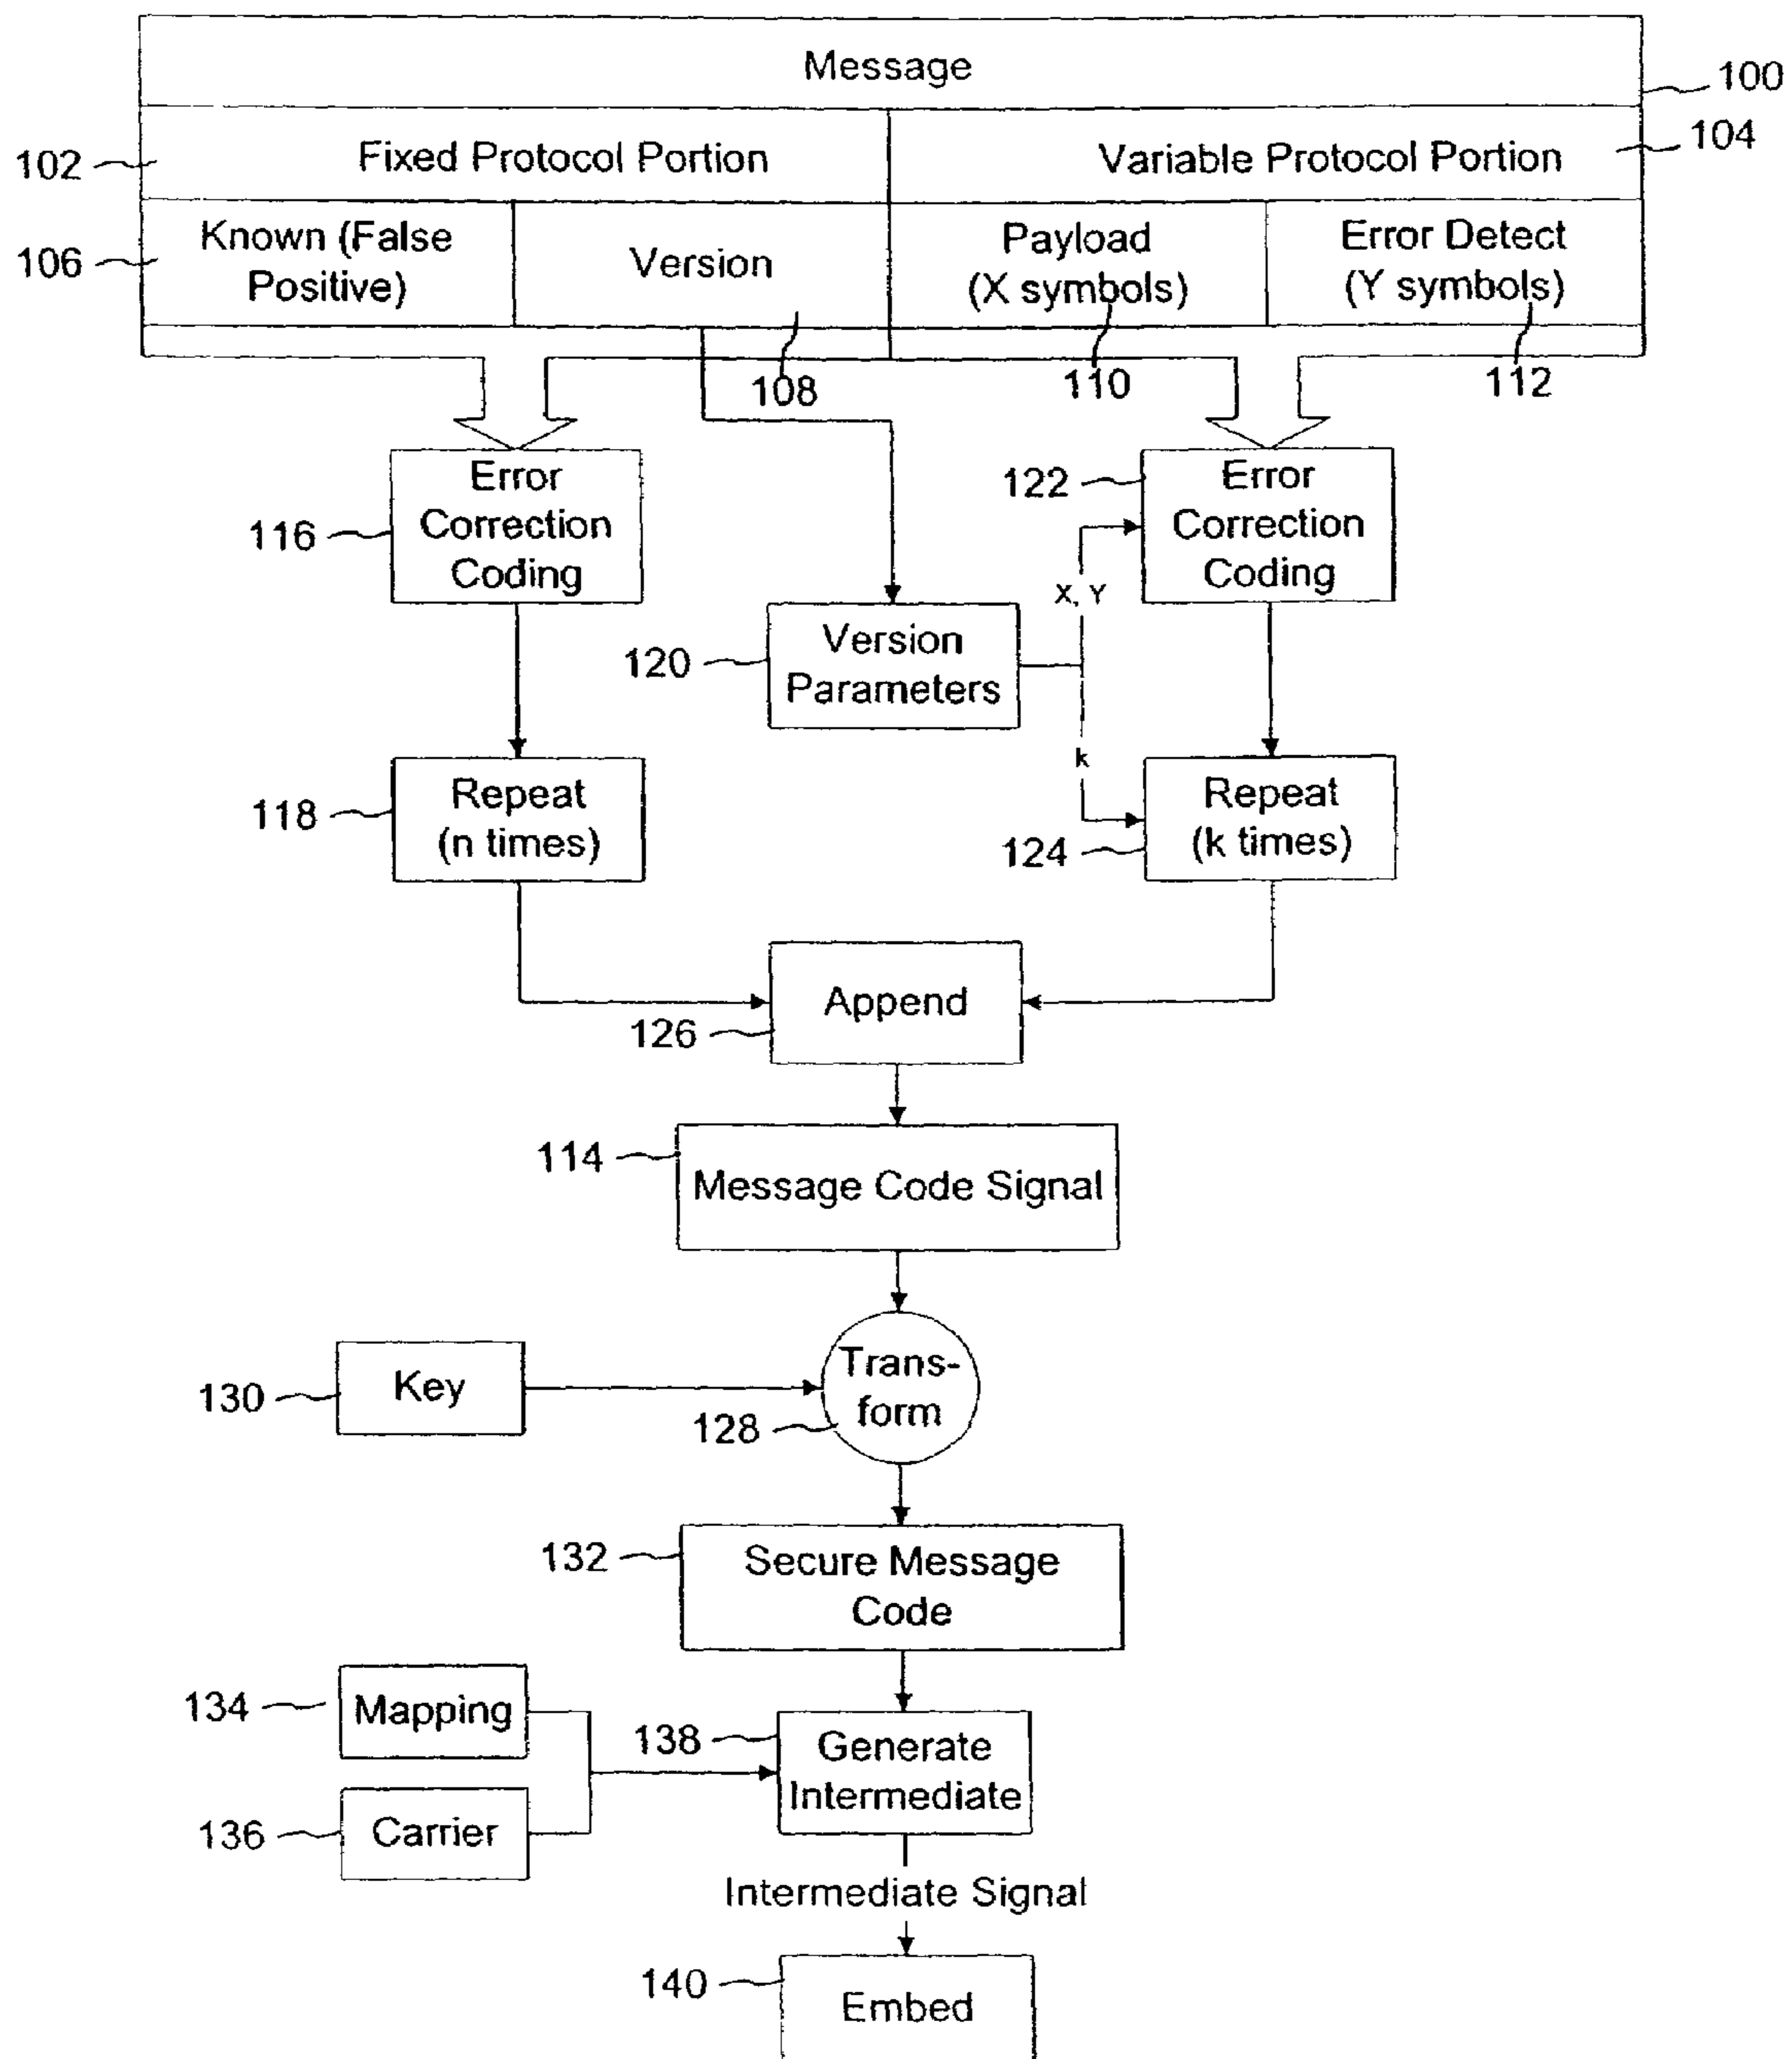 Message
100
102
Fixed Protocol Portion
Variable Protocol Portion
104
106
Known (False
Positive)
Version
Payload
(X symbols)
Error Detect
(Y symbols)
108
110
112
116
Error
Correction
Coding
122
Error
Correction
Coding
X, Y
120
Version
Parameters
k
118
Repeat
(n times)
124
Repeat
(k times)
126
Append
114
Message Code Signal
130
Key
128
Trans-
form
132
Secure Message
Code
134
Mapping
136
Carrier
138
Generate
Intermediate
Intermediate Signal
140
Embed